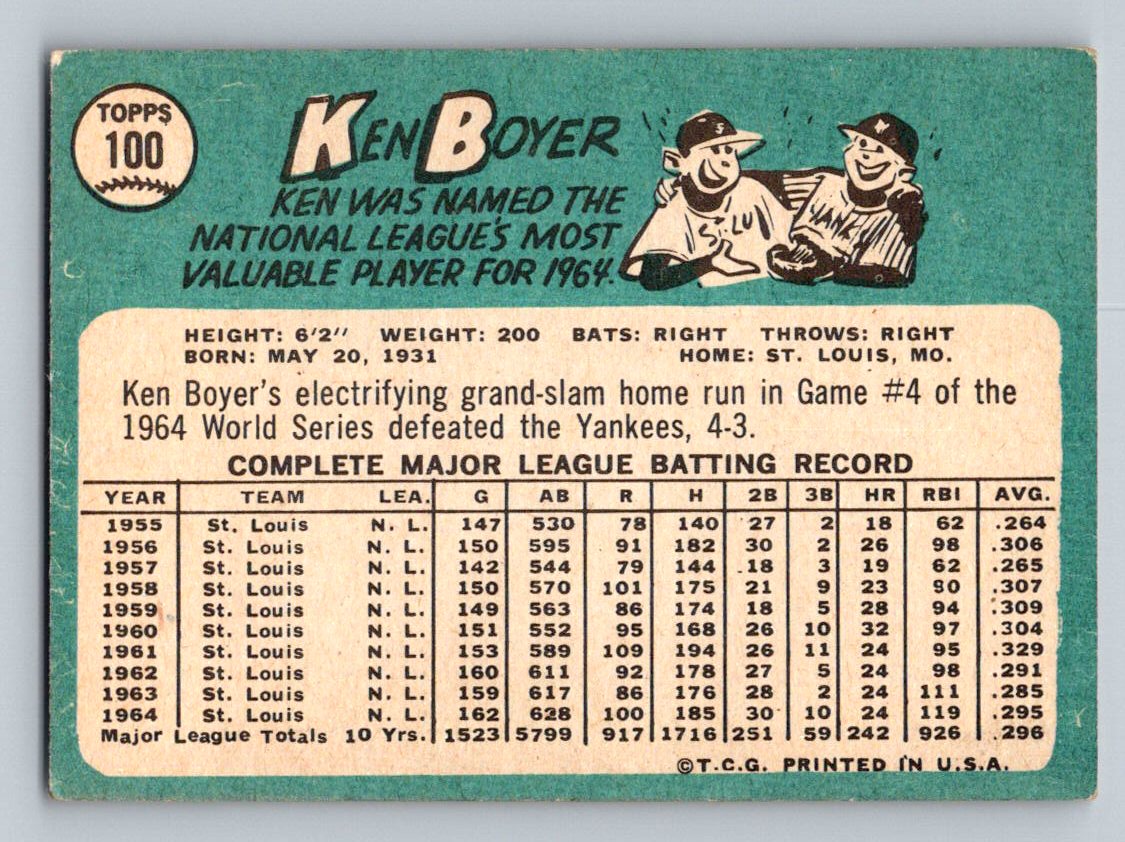 TOPPS
100
KEN BOYER
KEN WAS NAMED THE
NATIONAL LEAGUE'S MOST
VALUABLE PLAYER FOR 1964.
S
ST. LOU
YANK
HEIGHT: 6'2" WEIGHT: 200 BATS: RIGHT THROWS: RIGHT
BORN: MAY 20, 1931 HOME: ST. LOUIS, MO.
Ken Boyer's electrifying grand-slam home run in Game #4 of the
1964 World Series defeated the Yankees, 4-3.
COMPLETE MAJOR LEAGUE BATTING RECORD
YEAR TEAM LEA. G AB R H 2B 3B HR RBI AVG.
1955 St. Louis N. L. 147 530 78 140 27 2 18 62 .264
1956 St. Louis N. L. 150 595 91 182 30 2 26 98 .306
1957 St. Louis N. L. 142 544 79 144 18 3 19 62 .265
1958 St. Louis N. L. 150 570 101 175 21 9 23 90 .307
1959 St. Louis N. L. 149 563 86 174 18 5 28 94 .309
1960 St. Louis N. L. 151 552 95 168 26 10 32 97 .304
1961 St. Louis N. L. 153 589 109 194 26 11 24 95 .329
1962 St. Louis N. L. 160 611 92 178 27 5 24 98 .291
1963 St. Louis N. L. 159 617 86 176 28 2 24 111 .285
1964 St. Louis N. L. 162 628 100 185 30 10 24 119 .295
Major League Totals 10 Yrs. 1523 5799 917 1716 251 59 242 926 .296
©T.C.G. PRINTED IN U.S.A.